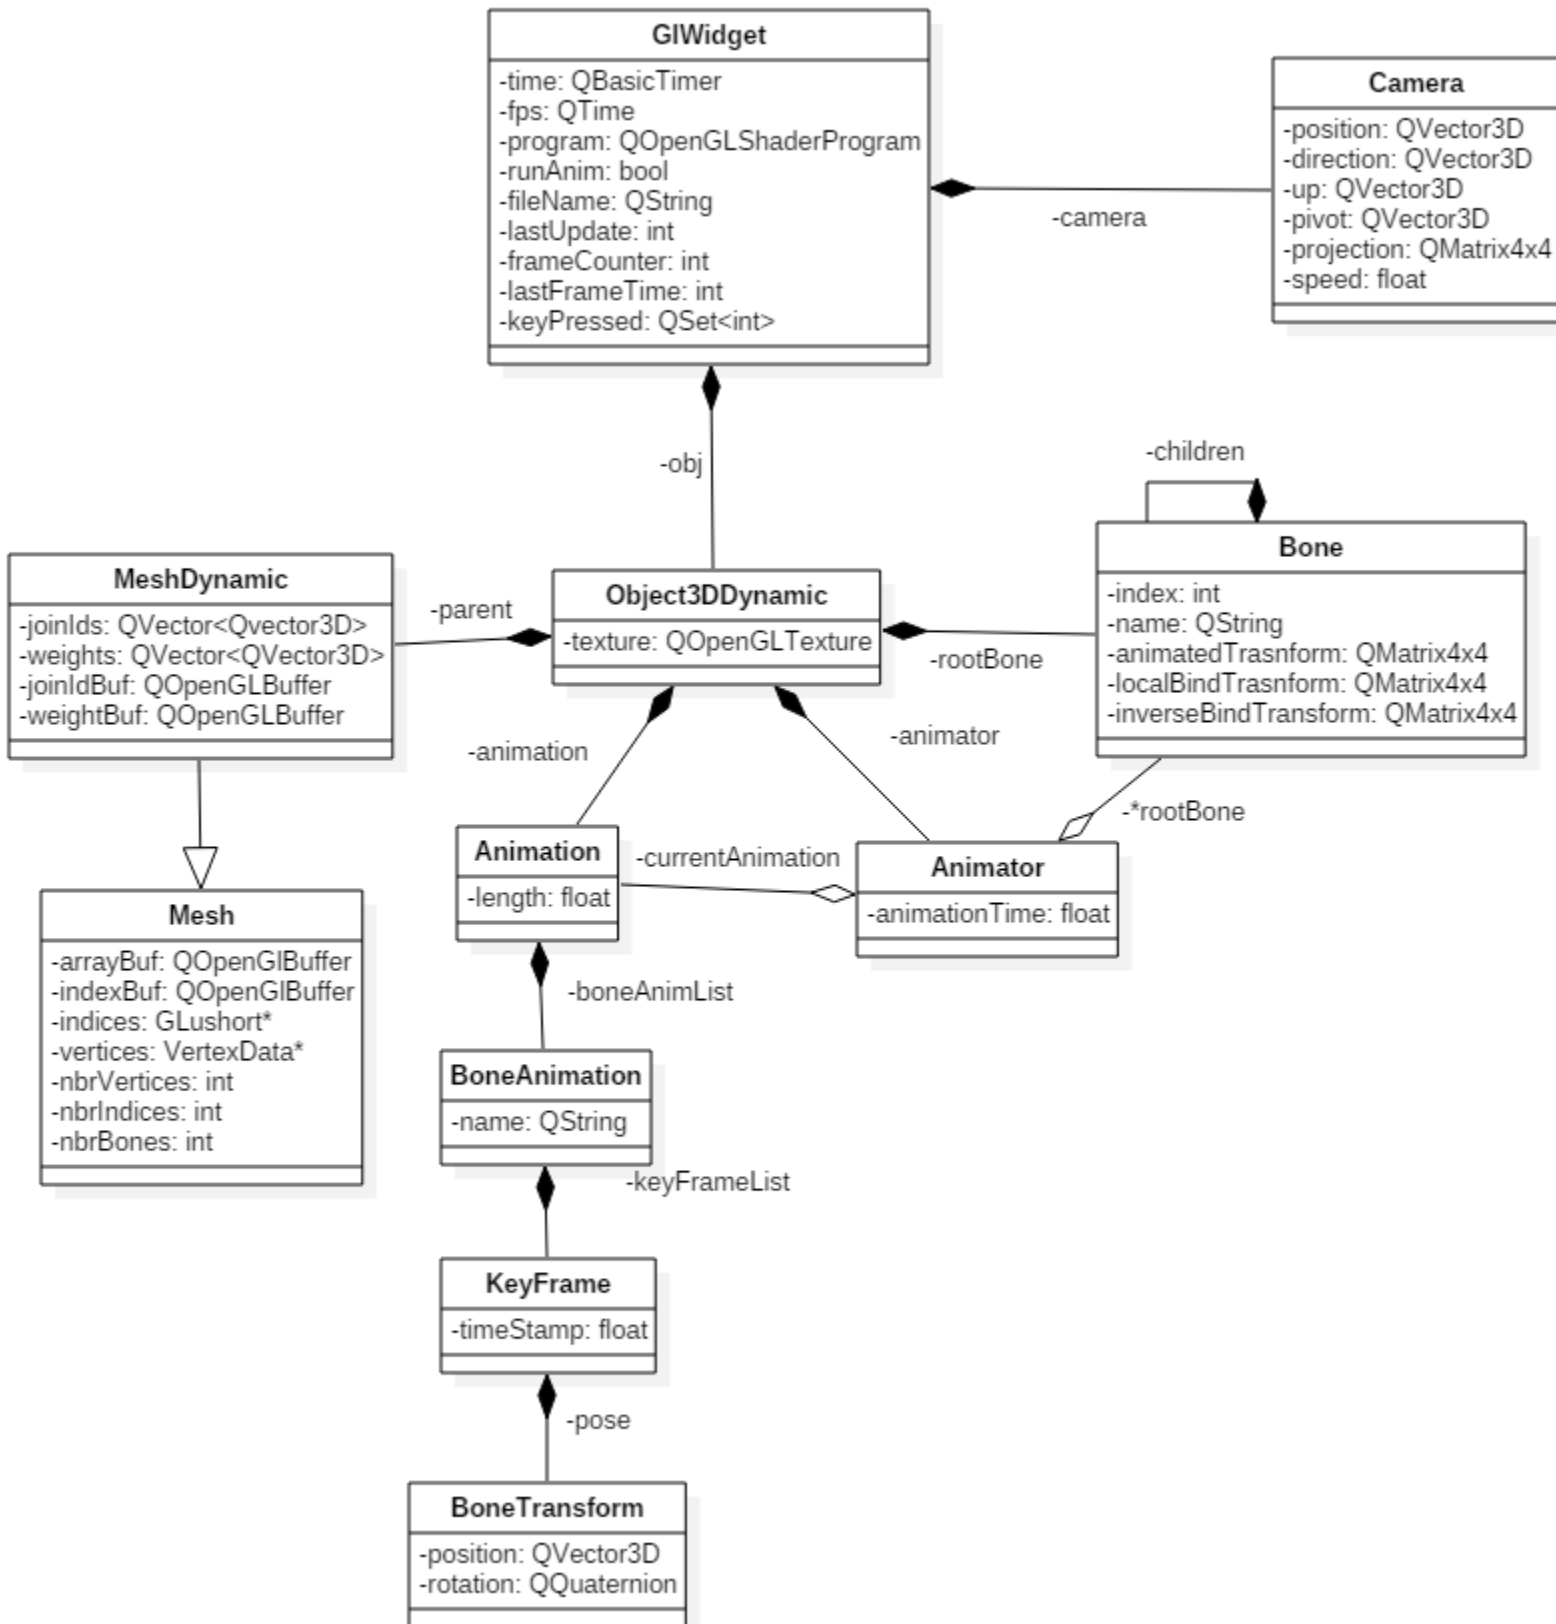 GlWidget
-time: QBasicTimer
-fps: QTime
-program: QOpenGLShaderProgram
-runAnim: bool
-fileName: QString
-lastUpdate: int
-frameCounter: int
-lastFrameTime: int
-keyPressed: QSet<int>
Camera
-position: QVector3D
-direction: QVector3D
-up: QVector3D
-pivot: QVector3D
-projection: QMatrix4x4
-speed: float
-camera
-obj
-children
MeshDynamic
-joinIds: QVector<Qvector3D>
-weights: QVector<QVector3D>
-joinIdBuf: QOpenGLBuffer
-weightBuf: QOpenGLBuffer
-parent
Object3DDynamic
-texture: QOpenGLTexture
-rootBone
Bone
-index: int
-name: QString
-animatedTrasnform: QMatrix4x4
-localBindTrasnform: QMatrix4x4
-inverseBindTransform: QMatrix4x4
-animation
-animator
-*rootBone
Animation
-length: float
-currentAnimation
Animator
-animationTime: float
Mesh
-arrayBuf: QOpenGlBuffer
-indexBuf: QOpenGlBuffer
-indices: GLushort*
-vertices: VertexData*
-nbrVertices: int
-nbrIndices: int
-nbrBones: int
-boneAnimList
BoneAnimation
-name: QString
-keyFrameList
KeyFrame
-timeStamp: float
-pose
BoneTransform
-position: QVector3D
-rotation: QQuaternion